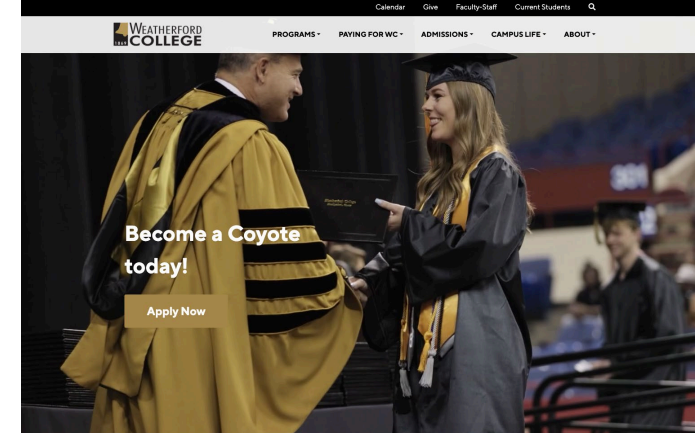 Calendar Give Faculty-Staff Current Students
WEATHERFORD
COLLEGE
1869
PROGRAMS PAYING FOR WC ADMISSIONS CAMPUS LIFE ABOUT
Become a Coyote
today!
Apply Now